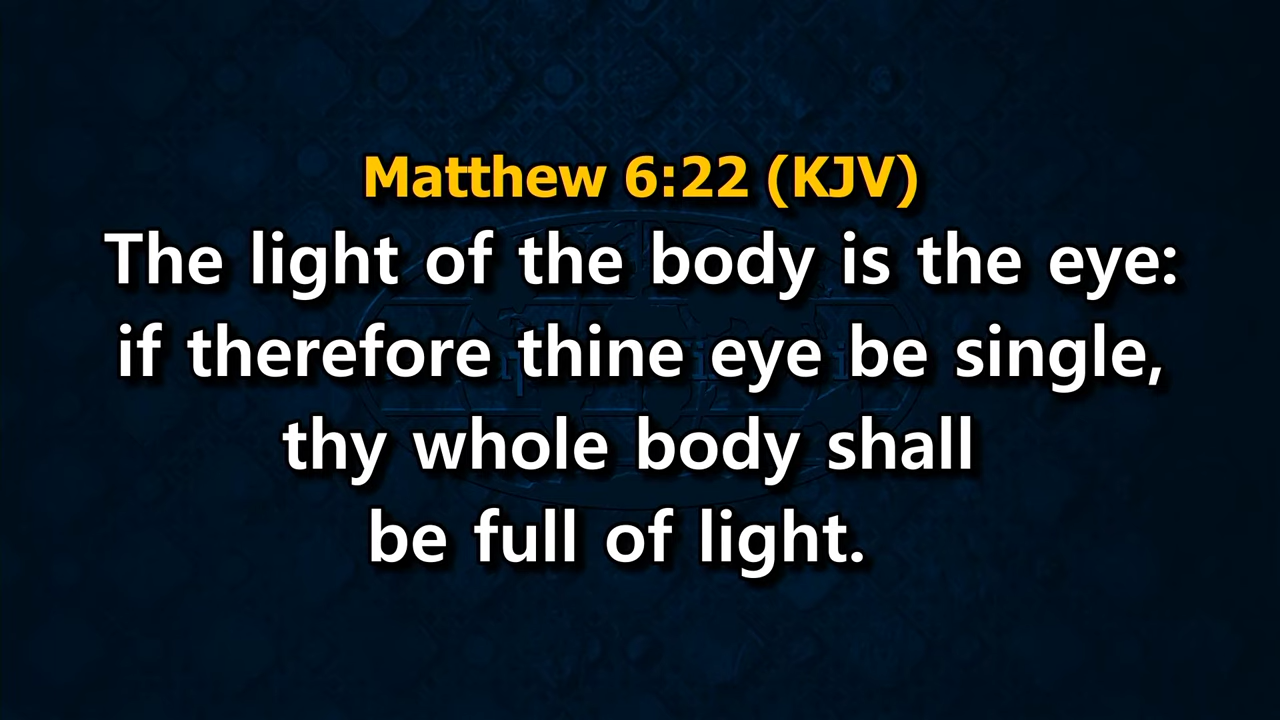 Matthew 6:22 (KJV)
The light of the body is the eye:
if therefore thine eye be single,
thy whole body shall
be full of light.